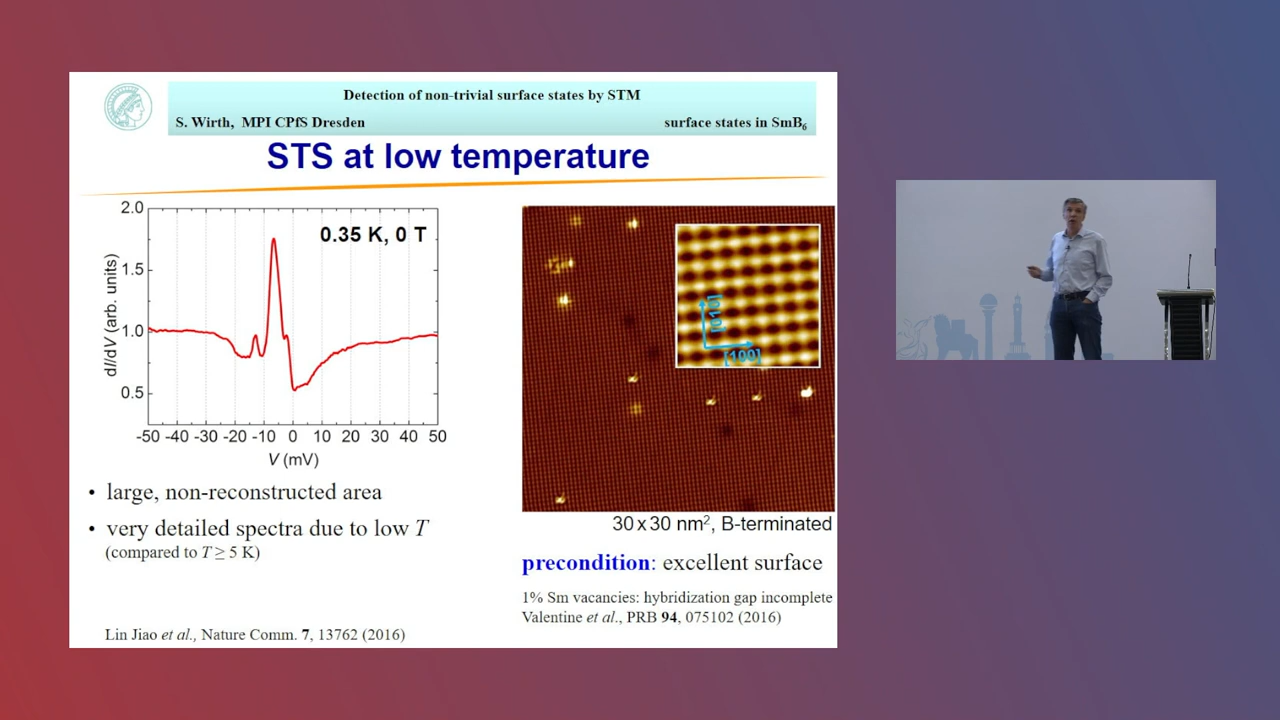 Detection of non-trivial surface states by STM
S. Wirth, MPI CPfS Dresden
surface states in SmB₆
STS at low temperature
2.0
1.5
1.0
0.5
dI/dV (arb. units)
0.35 K, 0 T
-50 -40 -30 -20 -10 0 10 20 30 40 50
V (mV)
• large, non-reconstructed area
• very detailed spectra due to low T
(compared to T ≥ 5 K)
Lin Jiao et al., Nature Comm. 7, 13762 (2016)
[010]
[100]
30 x 30 nm², B-terminated
precondition: excellent surface
1% Sm vacancies: hybridization gap incomplete
Valentine et al., PRB 94, 075102 (2016)